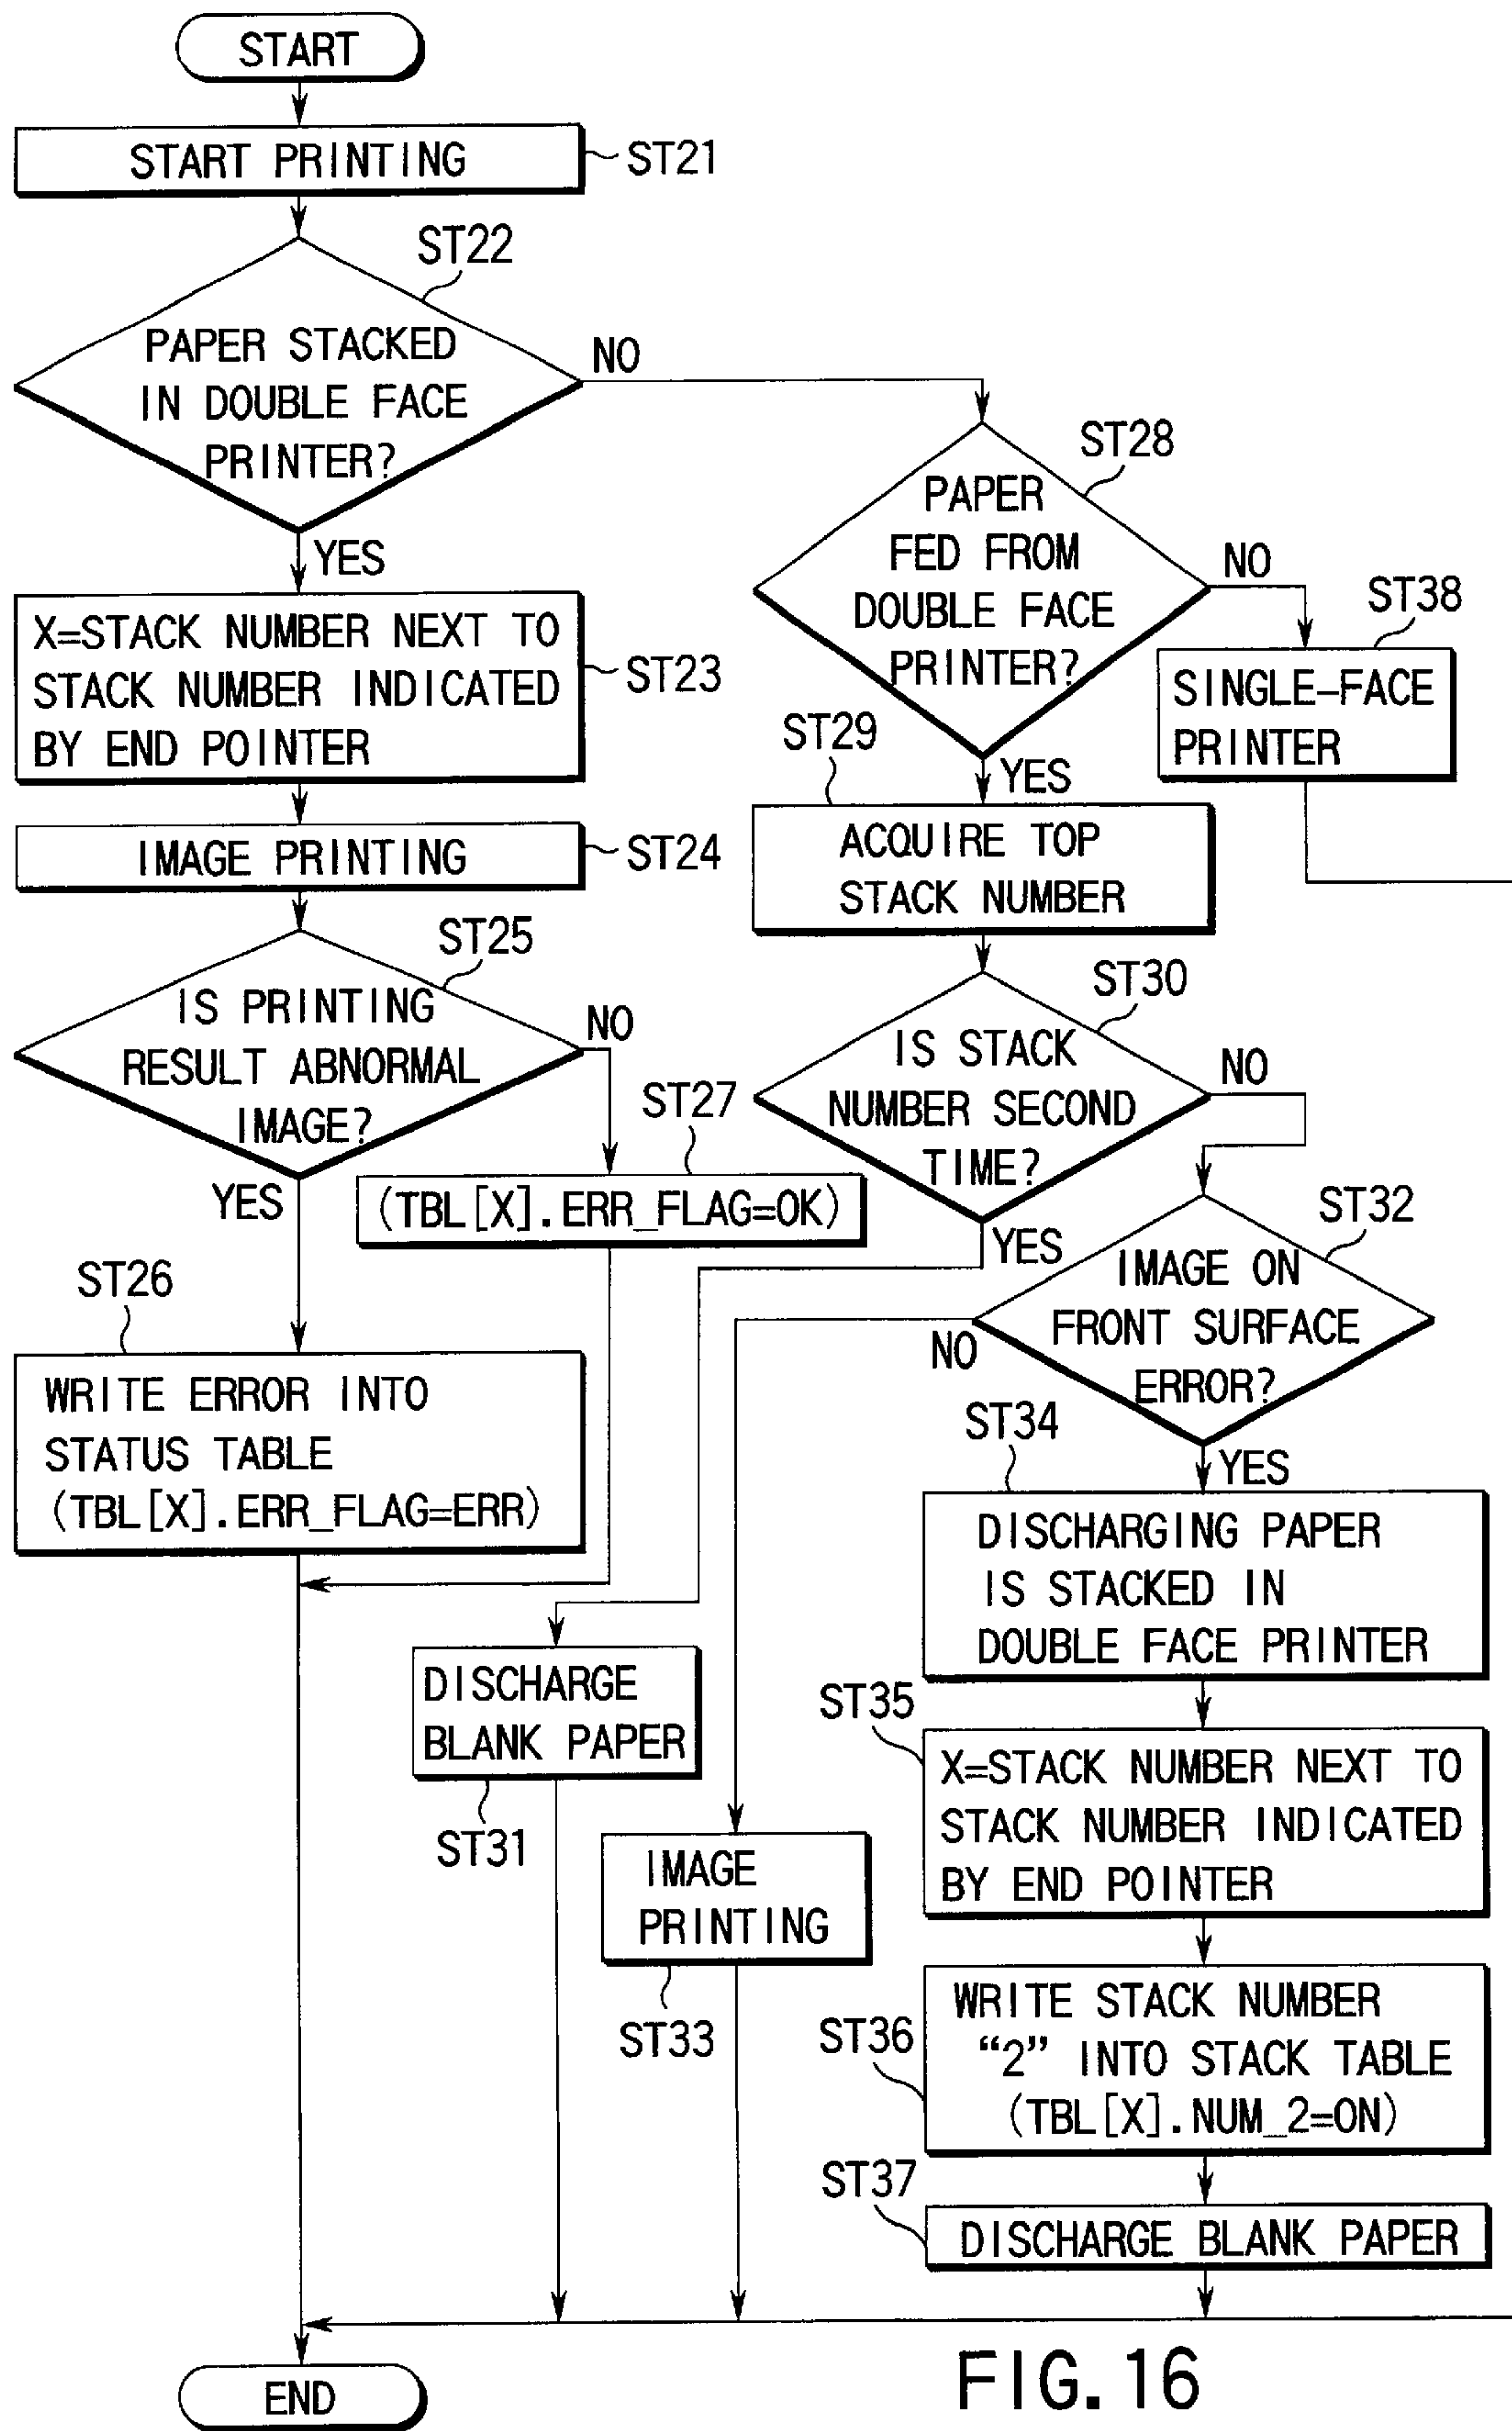 START
START PRINTING
ST21
ST22
PAPER STACKED
IN DOUBLE FACE
PRINTER?
NO
YES
X=STACK NUMBER NEXT TO
STACK NUMBER INDICATED
BY END POINTER
ST23
IMAGE PRINTING
ST24
ST25
IS PRINTING
RESULT ABNORMAL
IMAGE?
NO
YES
ST27
(TBL[X].ERR_FLAG=OK)
ST26
WRITE ERROR INTO
STATUS TABLE
(TBL[X].ERR_FLAG=ERR)
ST28
PAPER
FED FROM
DOUBLE FACE
PRINTER?
NO
YES
ST38
SINGLE-FACE
PRINTER
ST29
ACQUIRE TOP
STACK NUMBER
ST30
IS STACK
NUMBER SECOND
TIME?
NO
YES
DISCHARGE
BLANK PAPER
ST31
ST32
IMAGE ON
FRONT SURFACE
ERROR?
NO
YES
IMAGE
PRINTING
ST33
ST34
DISCHARGING PAPER
IS STACKED IN
DOUBLE FACE PRINTER
ST35
X=STACK NUMBER NEXT TO
STACK NUMBER INDICATED
BY END POINTER
ST36
WRITE STACK NUMBER
“2” INTO STACK TABLE
(TBL[X].NUM_2=ON)
ST37
DISCHARGE BLANK PAPER
END
FIG.16